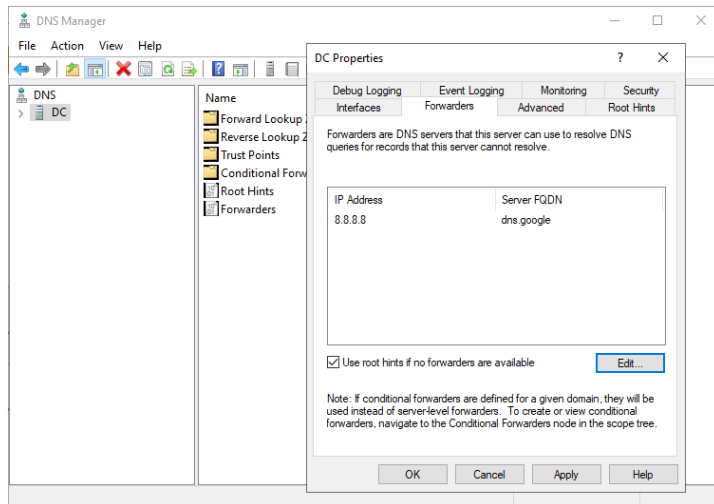 DNS Manager
File Action View Help
DNS
DC
Name
Forward Lookup
Reverse Lookup
Trust Points
Conditional Forw
Root Hints
Forwarders
DC Properties
?
Debug Logging Event Logging Monitoring Security
Interfaces Forwarders Advanced Root Hints
Forwarders are DNS servers that this server can use to resolve DNS
queries for records that this server cannot resolve.
IP Address Server FQDN
8.8.8.8 dns.google
Use root hints if no forwarders are available Edit...
Note: If conditional forwarders are defined for a given domain, they will be
used instead of server-level forwarders. To create or view conditional
forwarders, navigate to the Conditional Forwarders node in the scope tree.
OK Cancel Apply Help